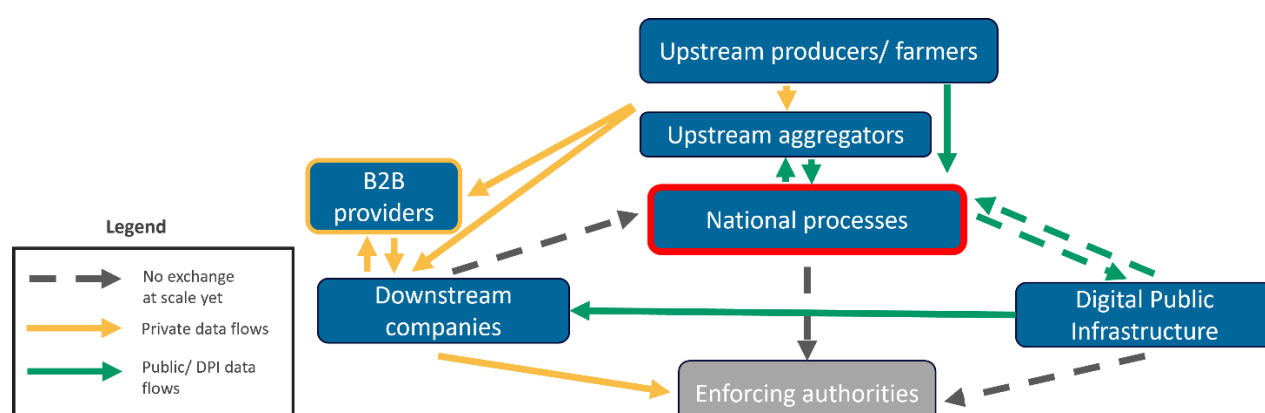 Upstream producers/ farmers
Upstream aggregators
B2B
providers
National processes
Legend
No exchange
at scale yet
Private data flows
Public/ DPI data
flows
Downstream
companies
Digital Public
Infrastructure
Enforcing authorities